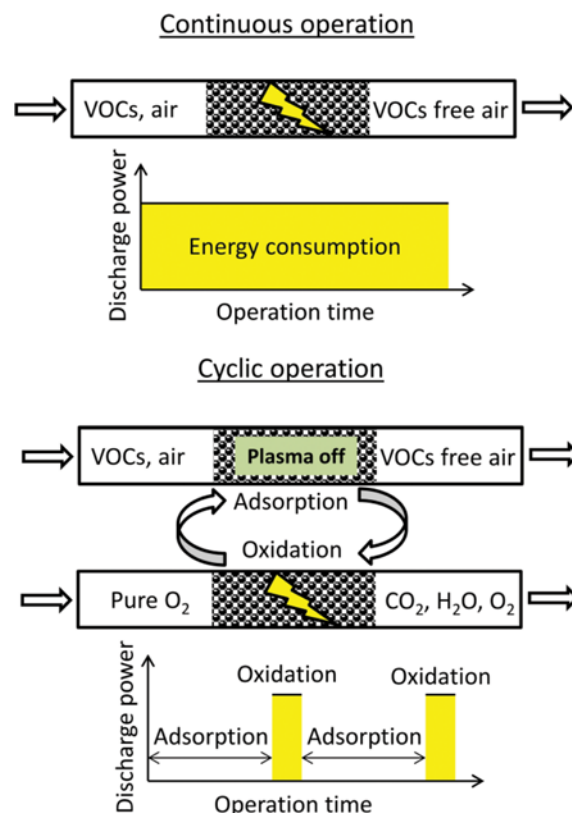 Continuous operation
VOCs, air
VOCs free air
Discharge power
Energy consumption
Operation time
Cyclic operation
VOCs, air
Plasma off
VOCs free air
Adsorption
Oxidation
Pure O₂
CO₂, H₂O, O₂
Discharge power
Oxidation
Oxidation
Adsorption
Adsorption
Operation time